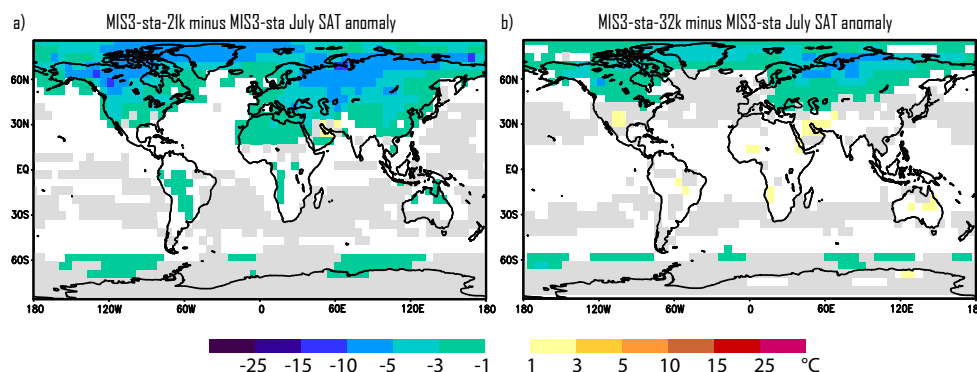 a) MIS3-sta-21k minus MIS3-sta July SAT anomaly
b) MIS3-sta-32k minus MIS3-sta July SAT anomaly
60N
30N
EQ
30S
60S
180 120W 60W 0 60E 120E 180
60N
30N
EQ
30S
60S
180 120W 60W 0 60E 120E 180
-25 -15 -10 -5 -3 -1
1 3 5 10 15 25 °C